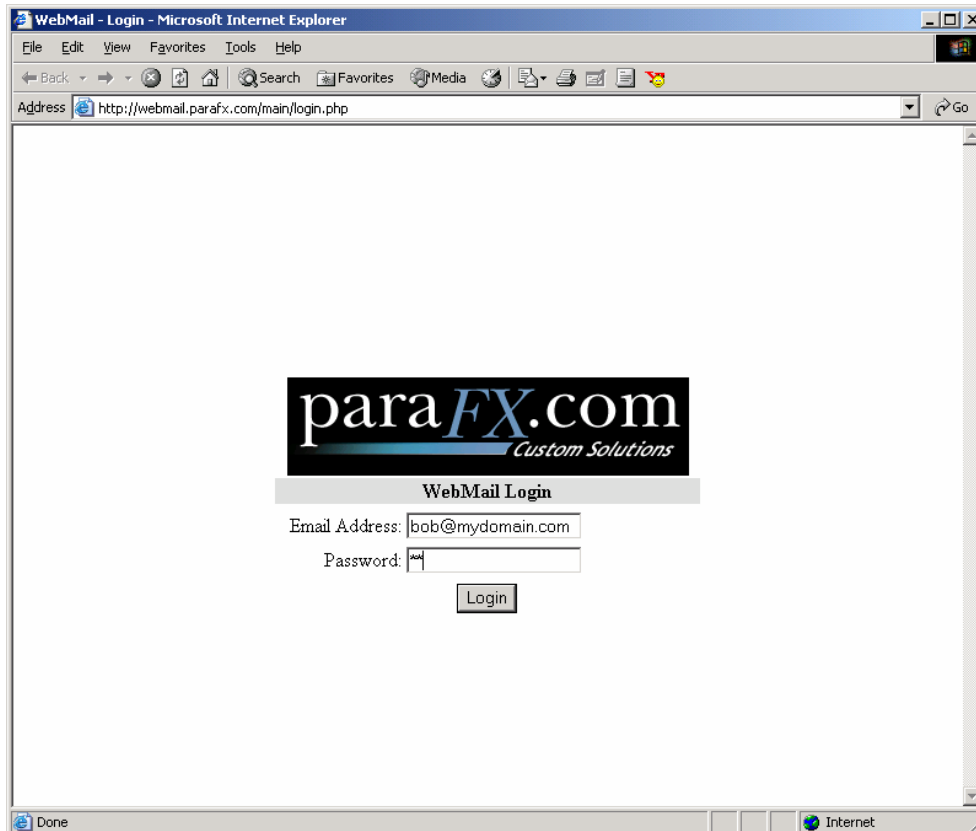 WebMail - Login - Microsoft Internet Explorer
File Edit View Favorites Tools Help
Back Search Favorites Media
Address http://webmail.parafx.com/main/login.php Go
paraFX.com
Custom Solutions
WebMail Login
Email Address: bob@mydomain.com
Password: **
Login
Done Internet